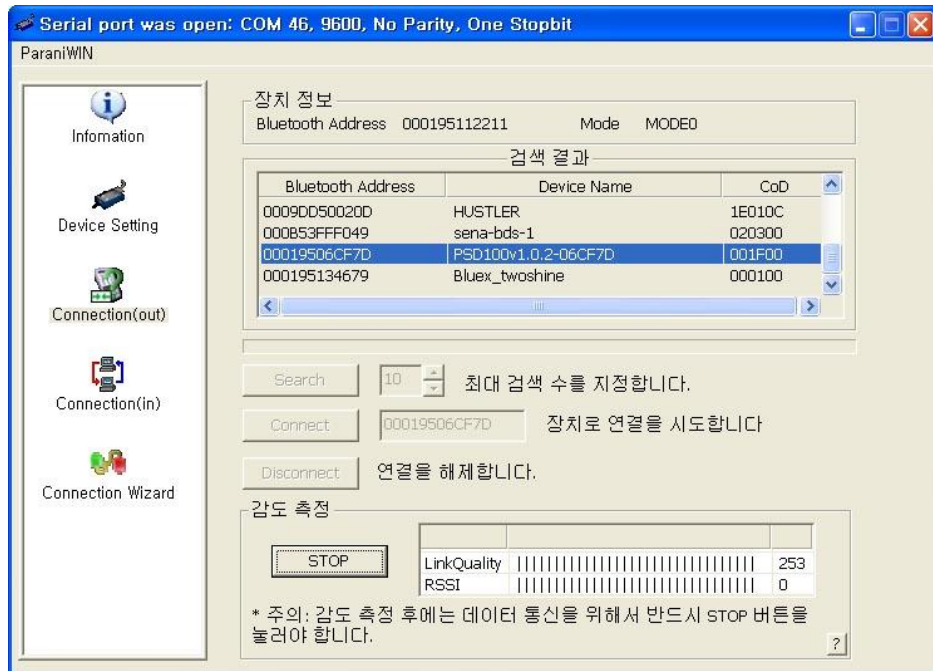 Serial port was open: COM 46, 9600, No Parity, One Stopbit
ParaniWIN
Infomation
Device Setting
Connection(out)
Connection(in)
Connection Wizard
장치 정보
Bluetooth Address 000195112211 Mode MODE0
검색 결과
Bluetooth Address Device Name CoD
0009DD50020D HUSTLER 1E010C
000B53FFF049 sena-bds-1 020300
00019506CF7D PSD100v1.0.2-06CF7D 001F00
000195134679 Bluex_twoshine 000100
Search 10 최대 검색 수를 지정합니다.
Connect 00019506CF7D 장치로 연결을 시도합니다
Disconnect 연결을 해제합니다.
감도 측정
STOP
LinkQuality |||||||||||||||||||||||||||||| 253
RSSI |||||||||||||||||||||||||||||| 0
* 주의: 감도 측정 후에는 데이터 통신을 위해서 반드시 STOP 버튼을
눌러야 합니다.
?